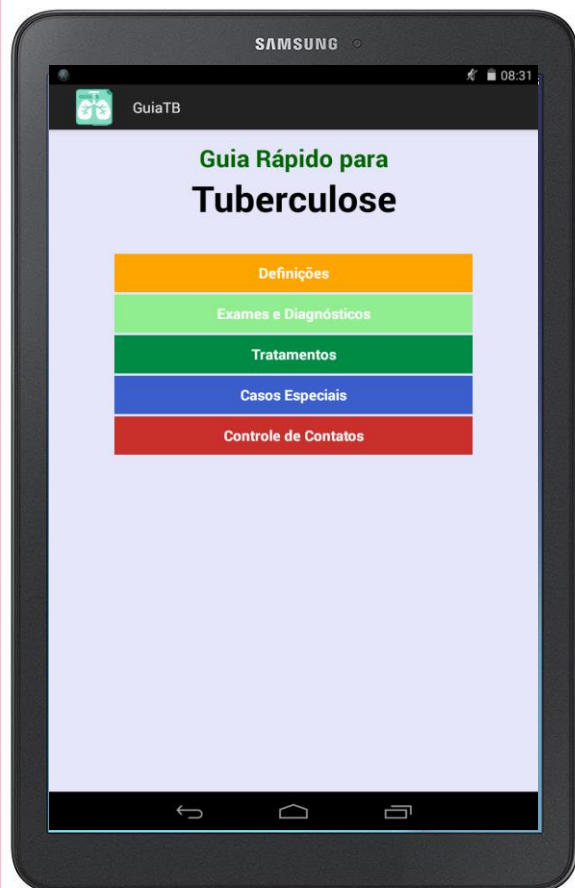 SAMSUNG
08:31
GuiaTB
Guia Rápido para
Tuberculose
Definições
Exames e Diagnósticos
Tratamentos
Casos Especiais
Controle de Contatos